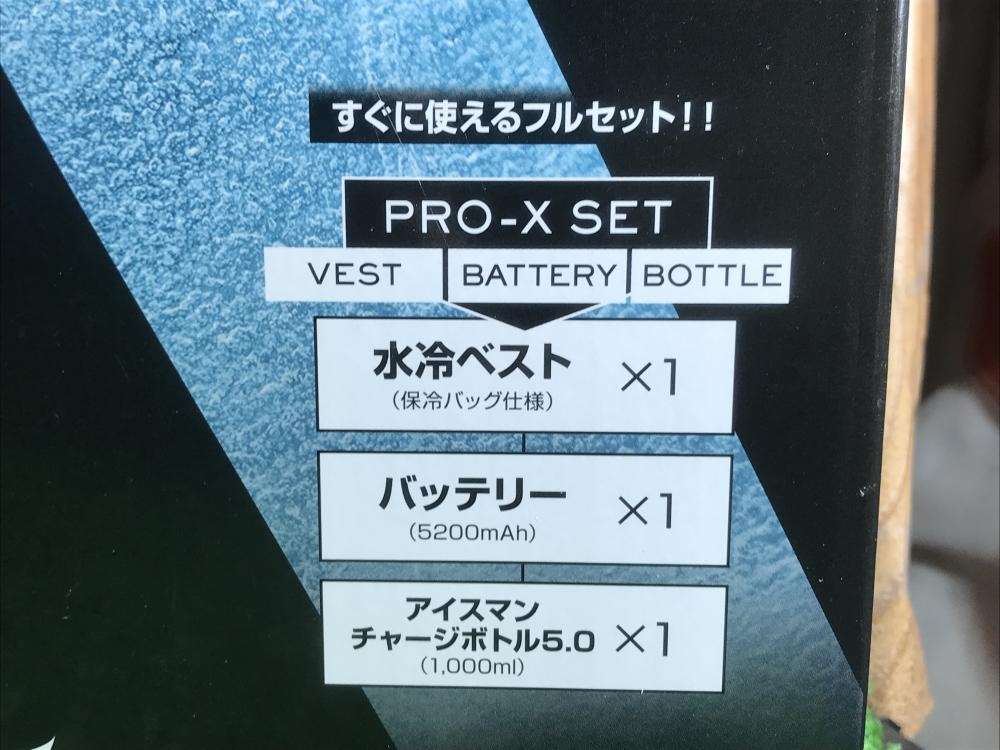 すぐに使えるフルセット!!
PRO-X SET
VEST BATTERY BOTTLE
水冷ベスト ×1
(保冷バッグ仕様)
バッテリー ×1
(5200mAh)
アイスマン
チャージボトル5.0 ×1
(1,000ml)